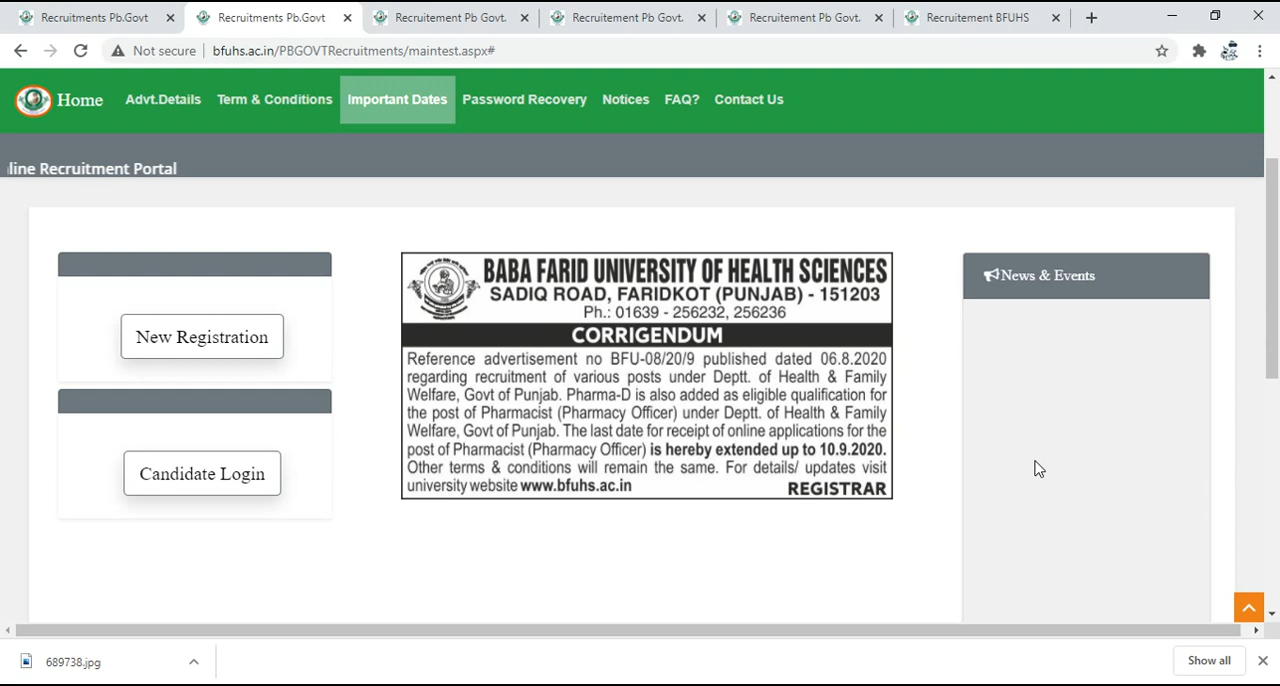 Recruitments Pb.Govt
Recruitments Pb.Govt
Recruitement Pb Govt.
Recruitement Pb Govt.
Recruitement Pb Govt.
Recruitement BFUHS
Not secure
bfuhs.ac.in/PBGOVTRecruitments/maintest.aspx#
Home
Advt.Details
Term & Conditions
Important Dates
Password Recovery
Notices
FAQ?
Contact Us
line Recruitment Portal
New Registration
Candidate Login
BABA FARID UNIVERSITY OF HEALTH SCIENCES
SADIQ ROAD, FARIDKOT (PUNJAB) - 151203
Ph.: 01639 - 256232, 256236
CORRIGENDUM
Reference advertisement no BFU-08/20/9 published dated 06.8.2020
regarding recruitment of various posts under Deptt. of Health & Family
Welfare, Govt of Punjab. Pharma-D is also added as eligible qualification for
the post of Pharmacist (Pharmacy Officer) under Deptt. of Health & Family
Welfare, Govt of Punjab. The last date for receipt of online applications for the
post of Pharmacist (Pharmacy Officer) is hereby extended up to 10.9.2020.
Other terms & conditions will remain the same. For details/ updates visit
university website www.bfuhs.ac.in
REGISTRAR
News & Events
689738.jpg
Show all